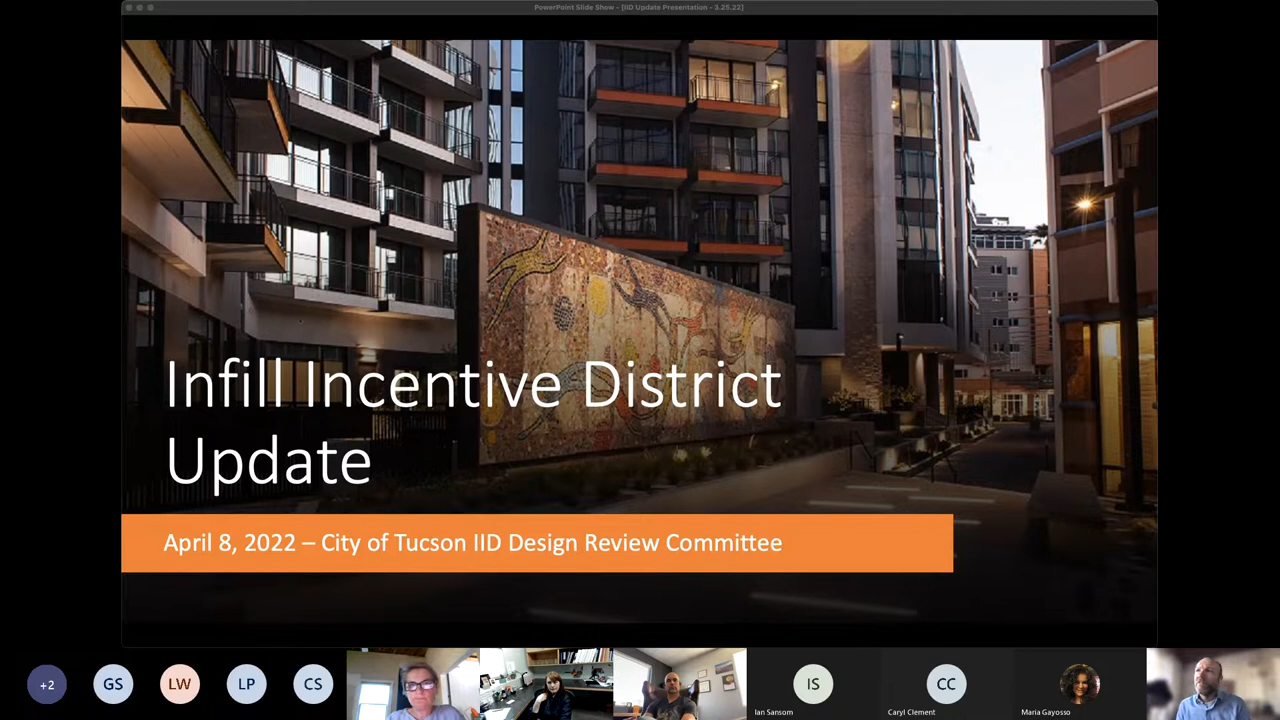 PowerPoint Slide Show - [IID Update Presentation - 3.25.22]
Infill Incentive District
Update
April 8, 2022 – City of Tucson IID Design Review Committee
+2
GS
LW
LP
CS
IS
Ian Sansom
CC
Caryl Clement
Maria Gayosso